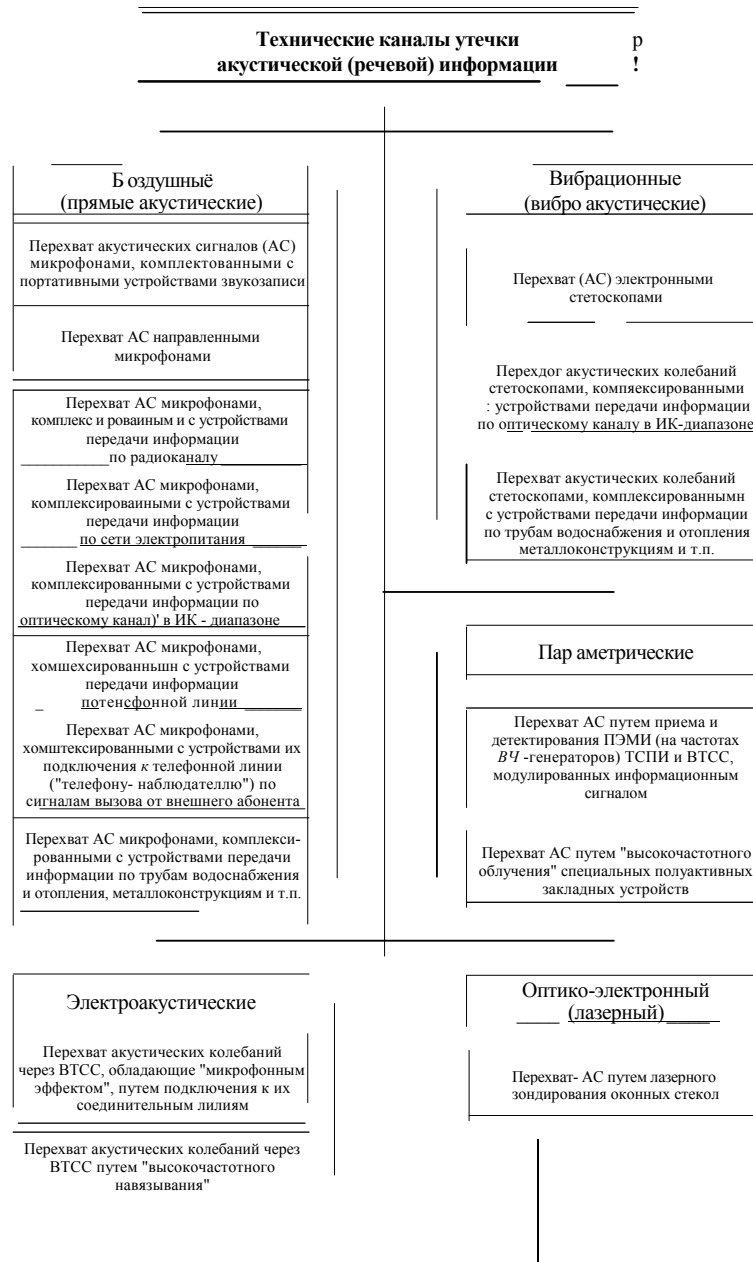 Технические каналы утечки р
акустической (речевой) информации !
Б оздушныё
(прямые акустические)
Перехват акустических сигналов (АС)
микрофонами, комплектованными с
портативными устройствами звукозаписи
Перехват АС направленными
микрофонами
Перехват АС микрофонами,
комплекс и роваиным и с устройствами
передачи информации
по радиоканалу
Перехват АС микрофонами,
комплексироваиными с устройствами
передачи информации
по сети электропитания
Перехват АС микрофонами,
комплексированными с устройствами
передачи информации по
оптическому канал)' в ИК - диапазоне
Перехват АС микрофонами,
хомшехсированньшн с устройствами
передачи информации
потенсфонной линии
Перехват АС микрофонами,
хомштексированными с устройствами их
подключения к телефонной линии
("телефону- наблюдателлю") по
сигналам вызова от внешнего абонента
Перехват АС микрофонами, комплекси-
рованными с устройствами передачи
информации по трубам водоснабжения
и отопления, металлоконструкциям и т.п.
Вибрационные
(вибро акустические)
Перехват (АС) электронными
стетоскопами
Перехдог акустических колебаний
стетоскопами, компяексированными
: устройствами передачи информации
по оптическому каналу в ИК-диапазоне
Перехват акустических колебаний
стетоскопами, комплексированнымн
с устройствами передачи информации
по трубам водоснабжения и отопления
металлоконструкциям и т.п.
Пар аметрические
Перехват АС путем приема и
детектирования ПЭМИ (на частотах
ВЧ -генераторов) ТСПИ и ВТСС,
модулированных информационным
сигналом
Перехват АС путем "высокочастотного
облучения" специальных полуактивных
закладных устройств
Электроакустические
Перехват акустических колебаний
через ВТСС, обладающие "микрофонным
эффектом", путем подключения к их
соединительным лилиям
Перехват акустических колебаний через
ВТСС путем "высокочастотного
навязывания"
Оптико-электронный
(лазерный)
Перехват- АС путем лазерного
зондирования оконных стекол